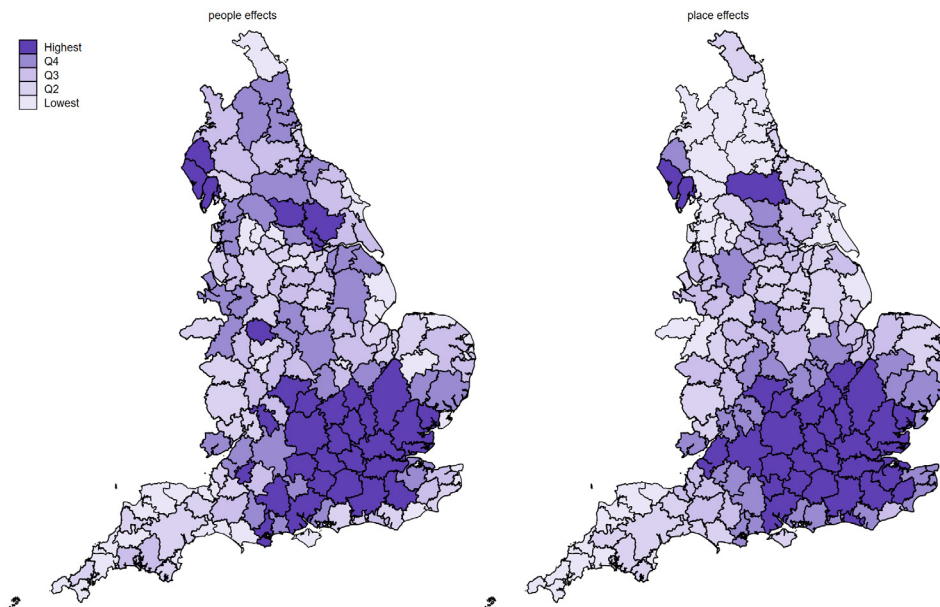 people effects
place effects
Highest
Q4
Q3
Q2
Lowest